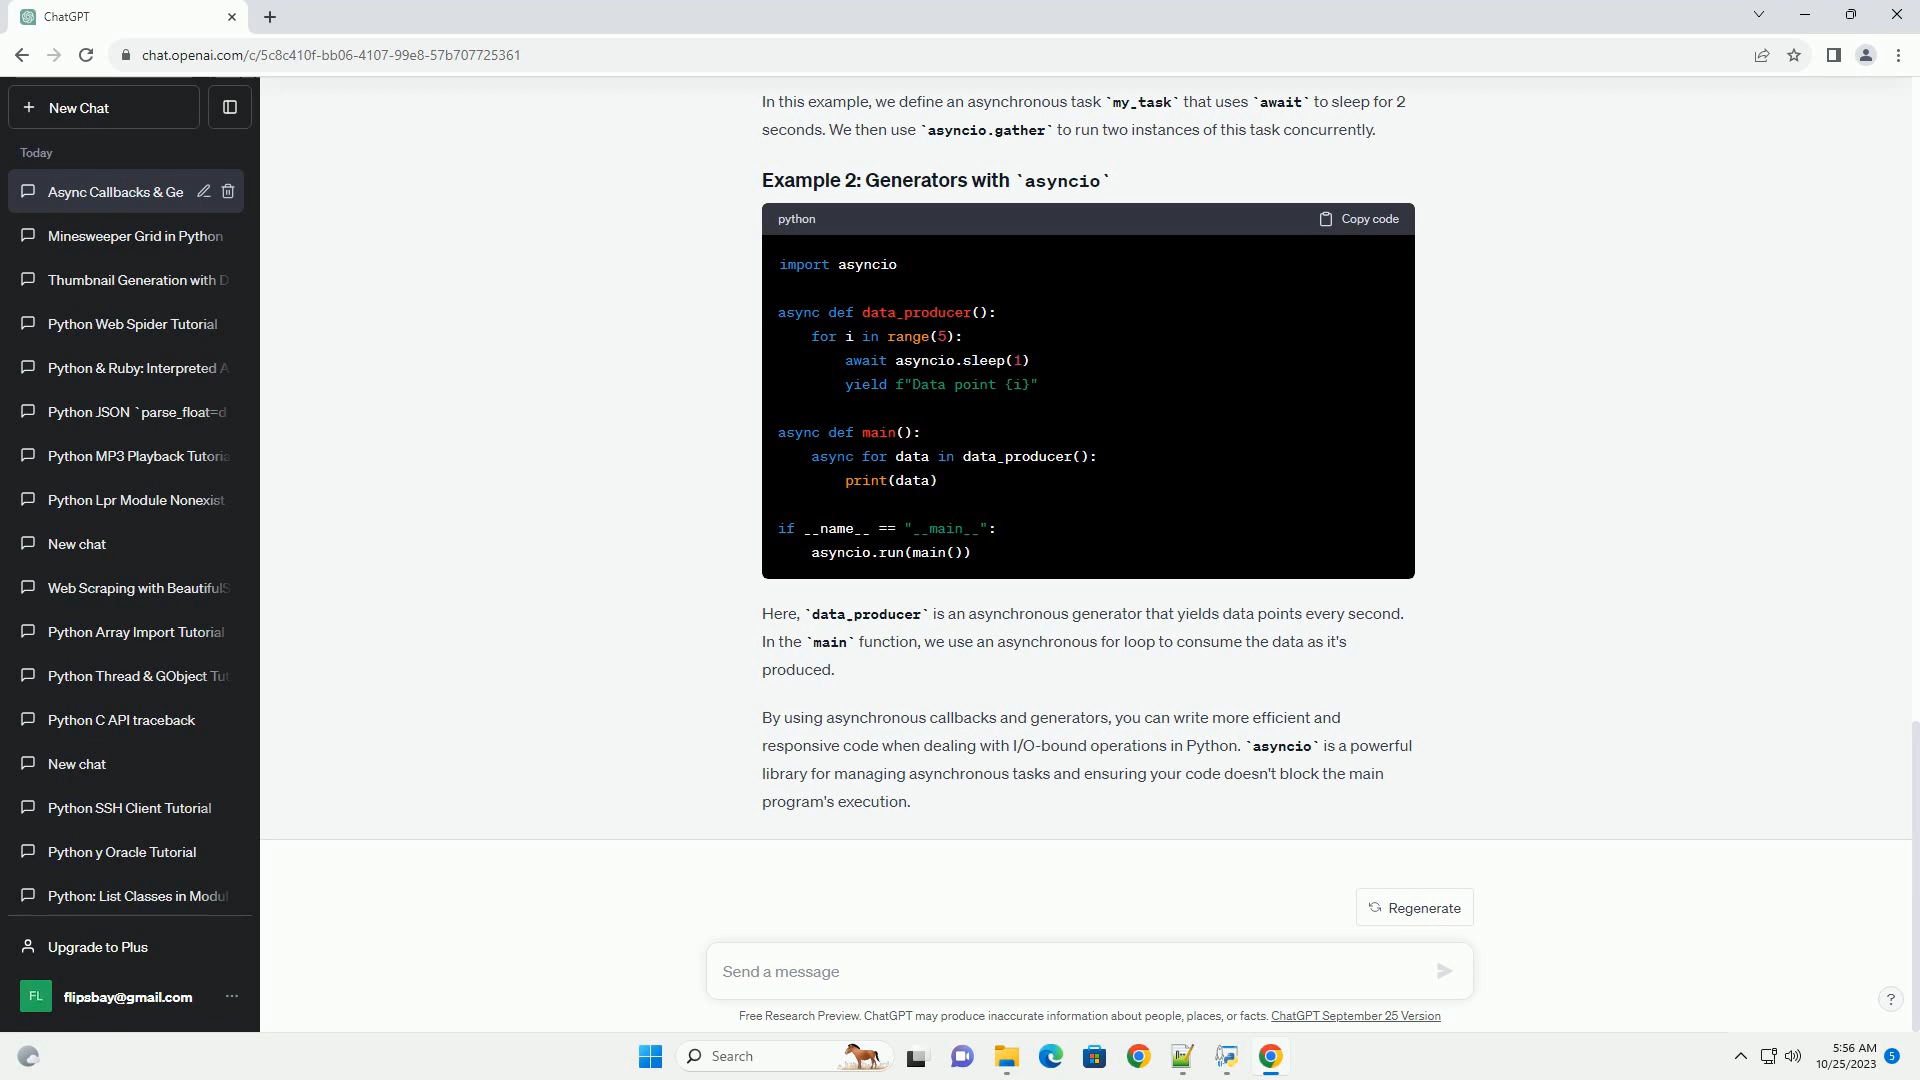 ChatGPT
chat.openai.com/c/5c8c410f-bb06-4107-99e8-57b707725361
New Chat
Today
Async Callbacks & Ge
Minesweeper Grid in Python
Thumbnail Generation with D
Python Web Spider Tutorial
Python & Ruby: Interpreted A
Python JSON `parse_float=d
Python MP3 Playback Tutoria
Python Lpr Module Nonexist
New chat
Web Scraping with BeautifulS
Python Array Import Tutorial
Python Thread & GObject Tut
Python C API traceback
New chat
Python SSH Client Tutorial
Python y Oracle Tutorial
Python: List Classes in Modul
Upgrade to Plus
FL
flipsbay@gmail.com
In this example, we define an asynchronous task `my_task` that uses `await` to sleep for 2
seconds. We then use `asyncio.gather` to run two instances of this task concurrently.
Example 2: Generators with `asyncio`
python
Copy code
import asyncio
async def data_producer():
for i in range(5):
await asyncio.sleep(1)
yield f"Data point {i}"
async def main():
async for data in data_producer():
print(data)
if __name__ == "__main__":
asyncio.run(main())
Here, `data_producer` is an asynchronous generator that yields data points every second.
In the `main` function, we use an asynchronous for loop to consume the data as it's
produced.
By using asynchronous callbacks and generators, you can write more efficient and
responsive code when dealing with I/O-bound operations in Python. `asyncio` is a powerful
library for managing asynchronous tasks and ensuring your code doesn't block the main
program's execution.
Regenerate
Send a message
Free Research Preview. ChatGPT may produce inaccurate information about people, places, or facts. ChatGPT September 25 Version
?
Search
5:56 AM
10/25/2023
5